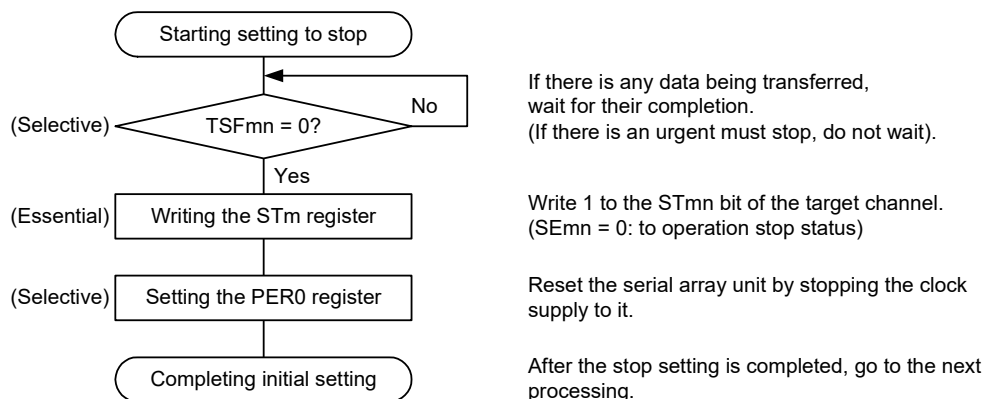 Starting setting to stop
If there is any data being transferred,
wait for their completion.
(If there is an urgent must stop, do not wait).
(Selective)
TSFmn = 0?
No
Yes
(Essential)
Writing the STm register
Write 1 to the STmn bit of the target channel.
(SEmn = 0: to operation stop status)
(Selective)
Setting the PER0 register
Reset the serial array unit by stopping the clock
supply to it.
Completing initial setting
After the stop setting is completed, go to the next
processing.